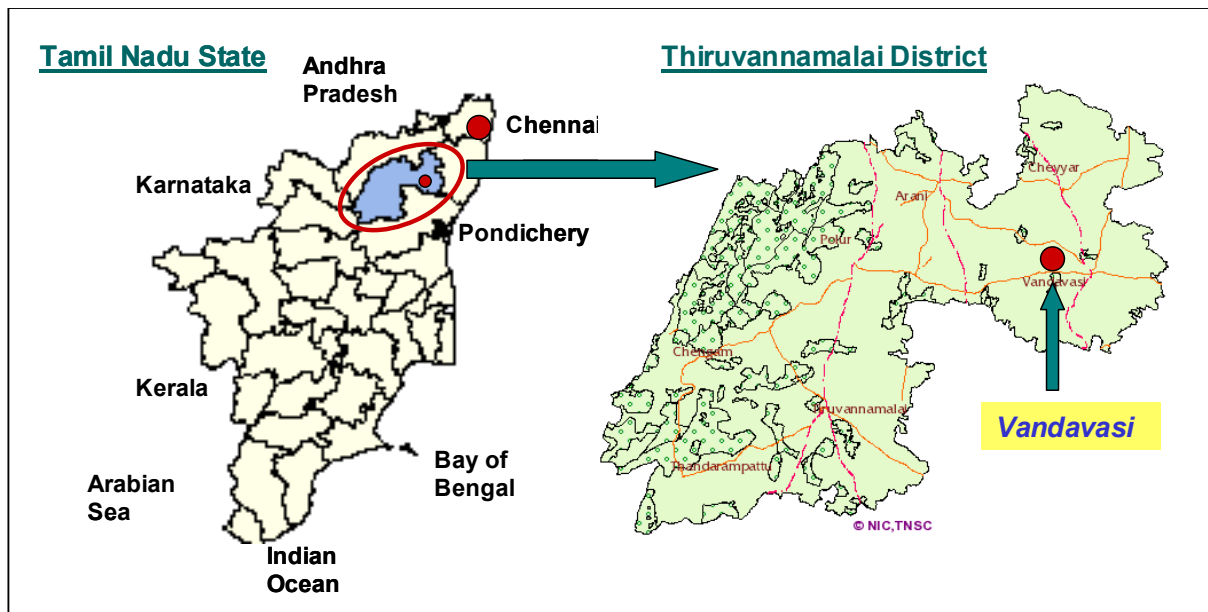 Tamil Nadu State
Andhra
Pradesh
Chennai
Karnataka
Pondichery
Kerala
Arabian
Sea
Bay of
Bengal
Indian
Ocean
Thiruvannamalai District
Cheyyar
Arani
Polur
Vandavasi
Chengam
Tiruvannamalai
Thandarampattu
Vandavasi
© NIC,TNSC